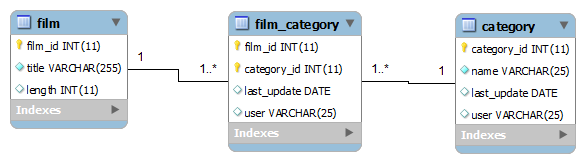 film
film_id INT(11)
title VARCHAR(255)
length INT(11)
Indexes
1
1..*
film_category
film_id INT(11)
category_id INT(11)
last_update DATE
user VARCHAR(25)
Indexes
1..*
1
category
category_id INT(11)
name VARCHAR(25)
last_update DATE
user VARCHAR(25)
Indexes